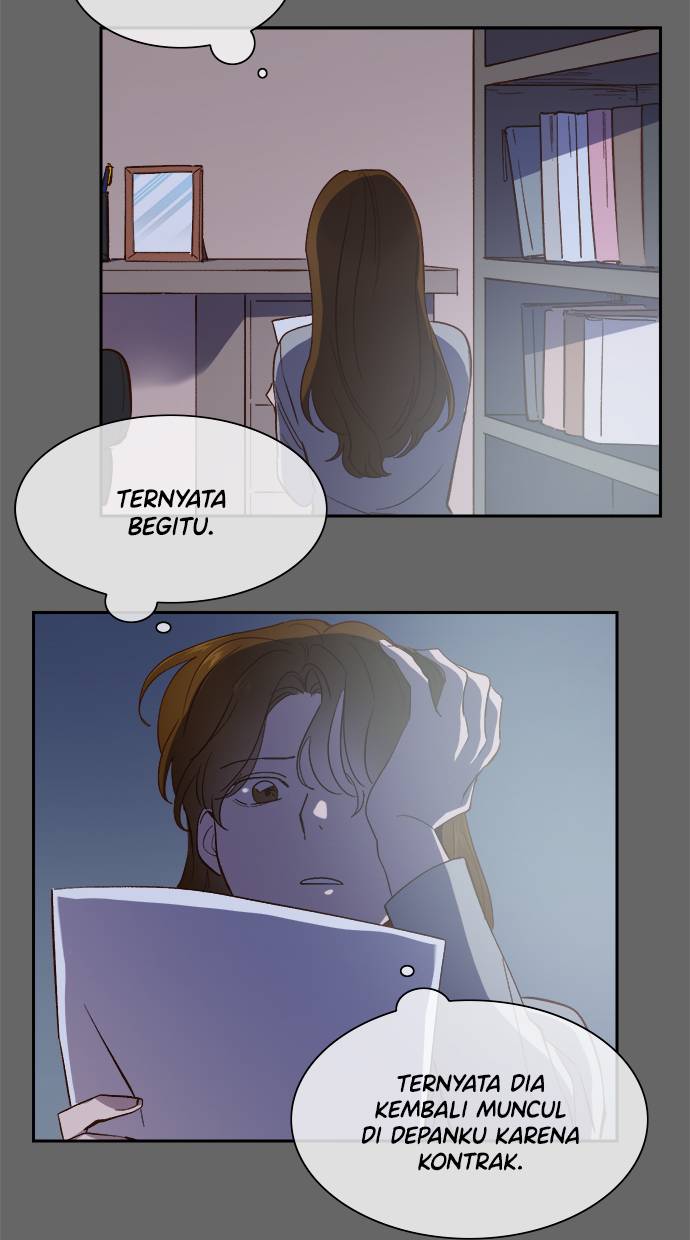 TERNYATA
BEGITU.
TERNYATA DIA
KEMBALI MUNCUL
DI DEPANKU KARENA
KONTRAK.